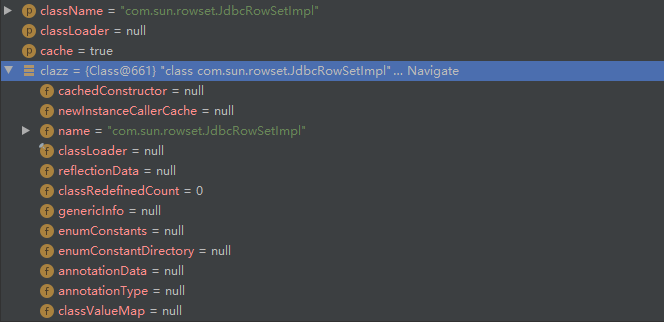 className = "com.sun.rowset.JdbcRowSetImpl"
classLoader = null
cache = true
clazz = {Class@661} "class com.sun.rowset.JdbcRowSetImpl" ... Navigate
cachedConstructor = null
newInstanceCallerCache = null
name = "com.sun.rowset.JdbcRowSetImpl"
classLoader = null
reflectionData = null
classRedefinedCount = 0
genericInfo = null
enumConstants = null
enumConstantDirectory = null
annotationData = null
annotationType = null
classValueMap = null